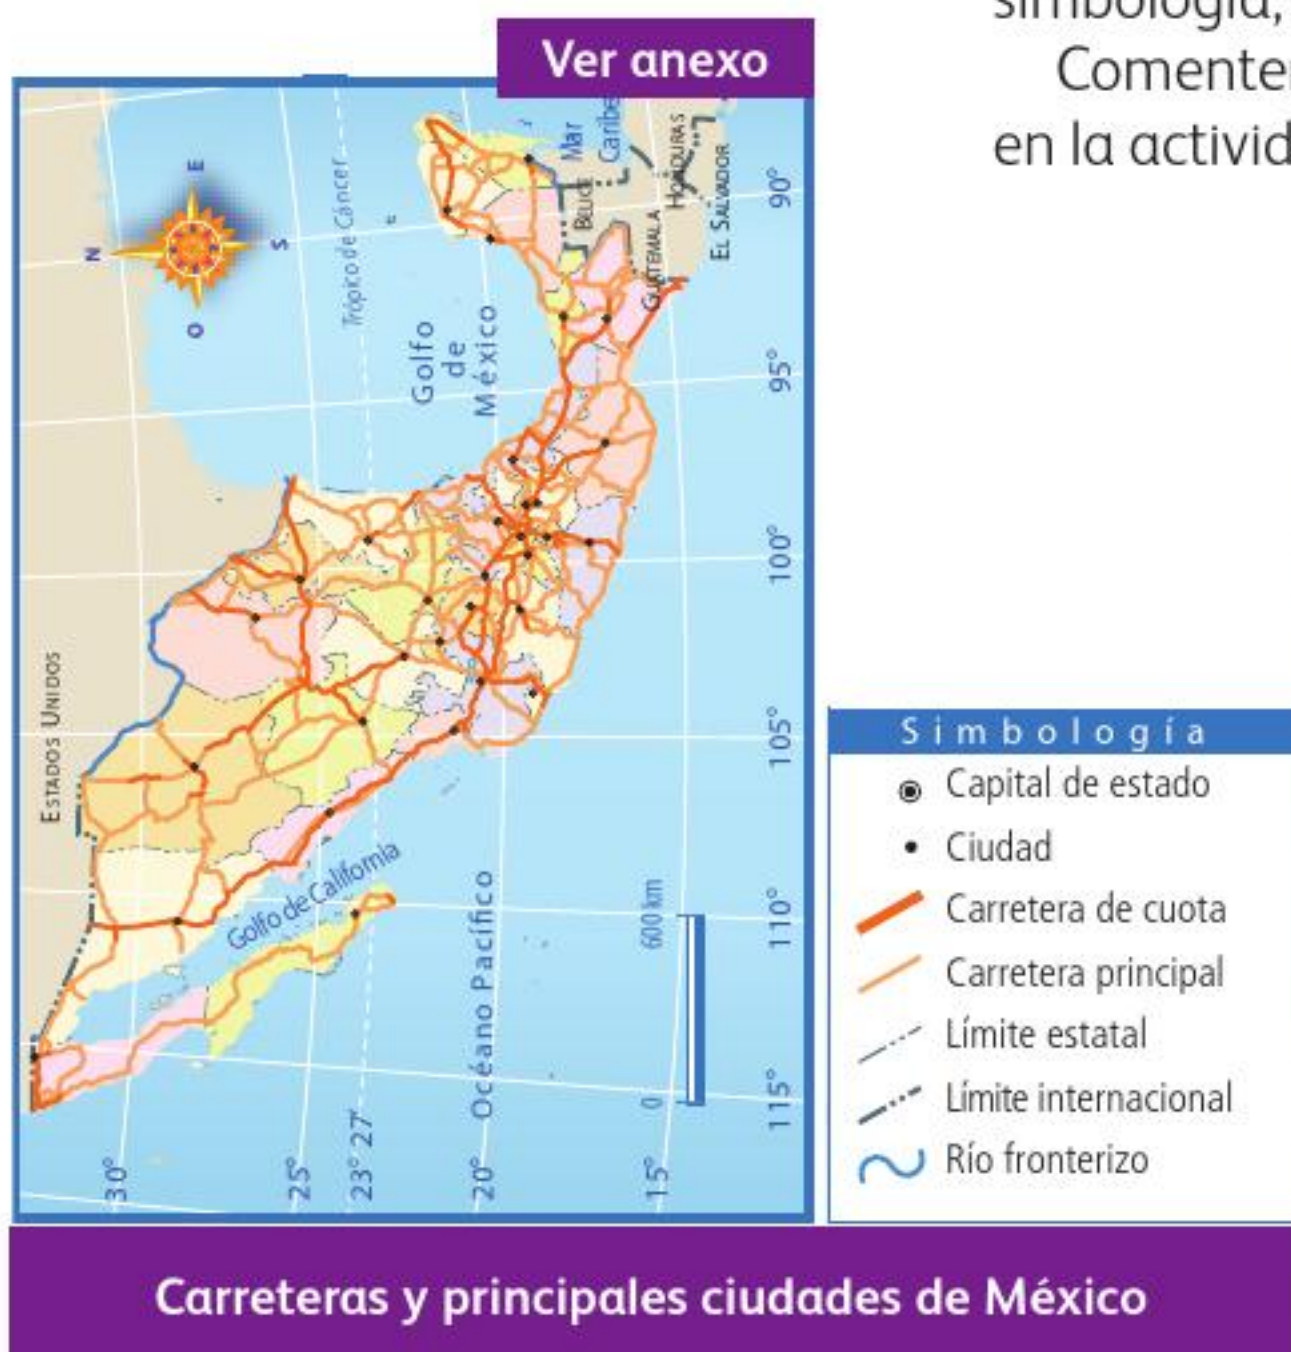 simbología,
Comenten
en la activid
Ver anexo
N
E
S
O
Trópico de Cáncer
Golfo
de
México
Mar
Caribe
BELICE
GUATEMALA
HONDURAS
EL SALVADOR
ESTADOS UNIDOS
Golfo de California
Océano Pacífico
0
600 km
90°
95°
100°
105°
110°
115°
30°
25°
23° 27'
20°
15°
Simbología
Capital de estado
Ciudad
Carretera de cuota
Carretera principal
Límite estatal
Límite internacional
Río fronterizo
Carreteras y principales ciudades de México